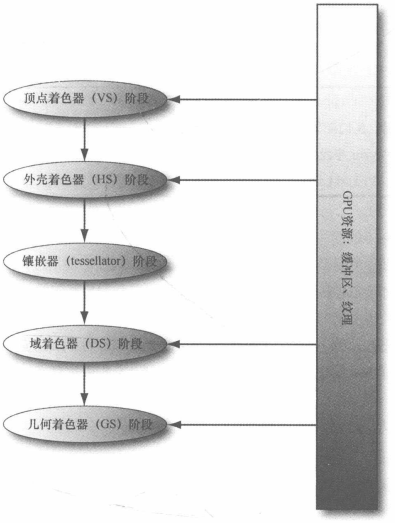 顶点着色器（VS）阶段
外壳着色器（HS）阶段
镶嵌器（tessellator）阶段
域着色器（DS）阶段
几何着色器（GS）阶段
GPU资源：缓冲区、纹理